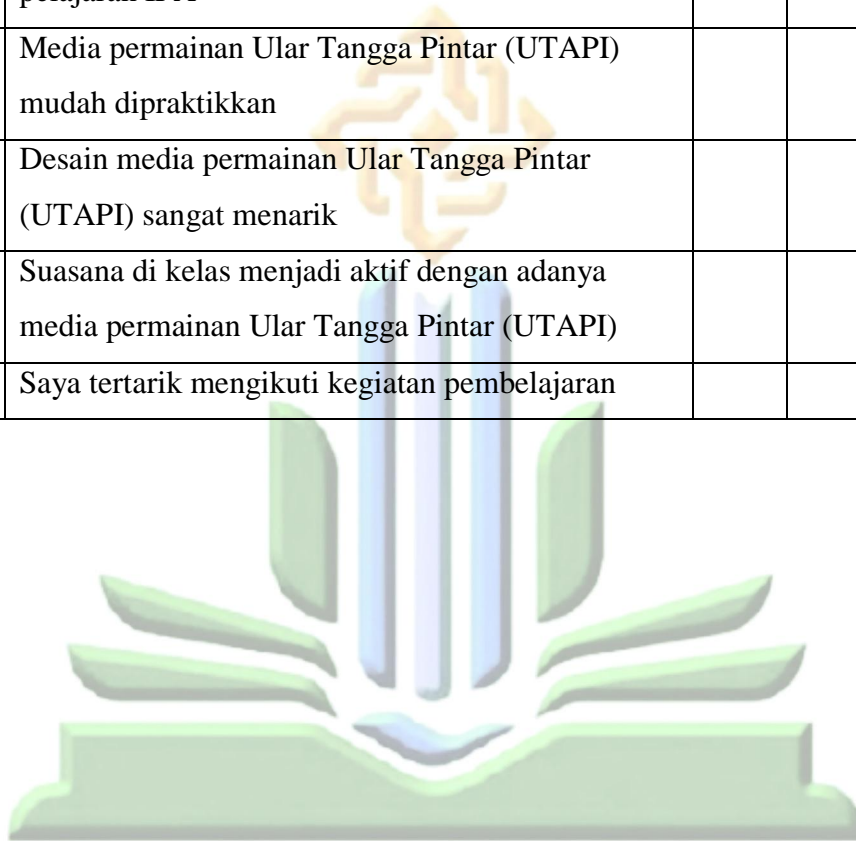 Media permainan Ular Tangga Pintar (UTAPI)
mudah dipraktikkan
Desain media permainan Ular Tangga Pintar
(UTAPI) sangat menarik
Suasana di kelas menjadi aktif dengan adanya
media permainan Ular Tangga Pintar (UTAPI)
Saya tertarik mengikuti kegiatan pembelajaran